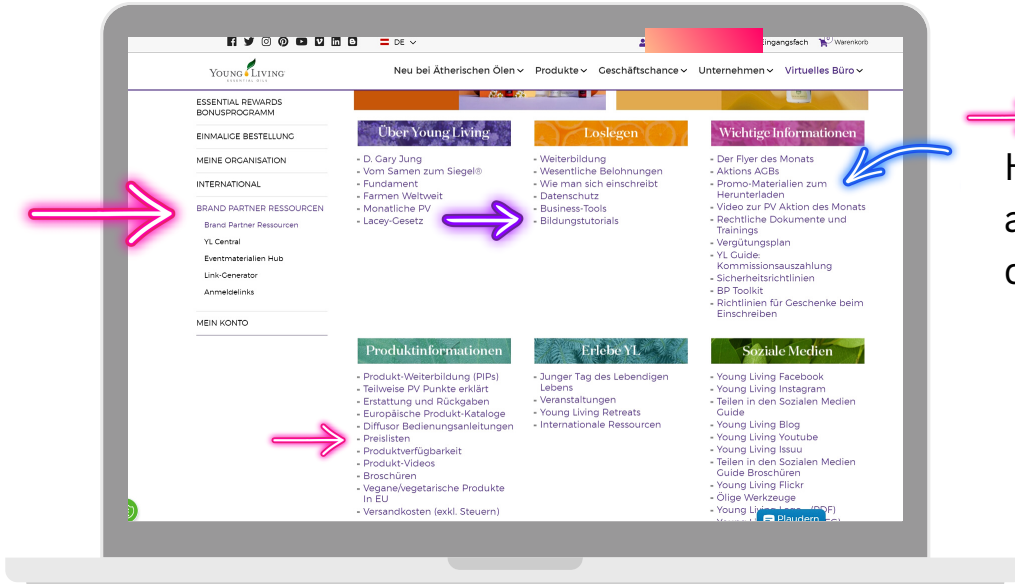 DE
ingangsfach
Warenkorb
YOUNG LIVING
ESSENTIAL OILS
Neu bei Ätherischen Ölen
Produkte
Geschäftschance
Unternehmen
Virtuelles Büro
ESSENTIAL REWARDS
BONUSPROGRAMM
EINMALIGE BESTELLUNG
MEINE ORGANISATION
INTERNATIONAL
BRAND PARTNER RESSOURCEN
Brand Partner Ressourcen
YL Central
Eventmaterialien Hub
Link-Generator
Anmeldelinks
MEIN KONTO
Über Young Living
- D. Gary Jung
- Vom Samen zum Siegel®
- Fundament
- Farmen Weltweit
- Monatliche PV
- Lacey-Gesetz
Loslegen
- Weiterbildung
- Wesentliche Belohnungen
- Wie man sich einschreibt
- Datenschutz
- Business-Tools
- Bildungstutorials
Wichtige Informationen
- Der Flyer des Monats
- Aktions AGBs
- Promo-Materialien zum
Herunterladen
- Video zur PV Aktion des Monats
- Rechtliche Dokumente und
Trainings
- Vergütungsplan
- YL Guide:
Kommissionsauszahlung
- Sicherheitsrichtlinien
- BP Toolkit
- Richtlinien für Geschenke beim
Einschreiben
Produktinformationen
- Produkt-Weiterbildung (PIPs)
- Teilweise PV Punkte erklärt
- Erstattung und Rückgaben
- Europäische Produkt-Kataloge
- Diffusor Bedienungsanleitungen
- Preislisten
- Produktverfügbarkeit
- Produkt-Videos
- Broschüren
- Vegane/vegetarische Produkte
In EU
- Versandkosten (exkl. Steuern)
Erlebe YL
- Junger Tag des Lebendigen
Lebens
- Veranstaltungen
- Young Living Retreats
- Internationale Ressourcen
Soziale Medien
- Young Living Facebook
- Young Living Instagram
- Teilen in den Sozialen Medien
Guide
- Young Living Blog
- Young Living Youtube
- Young Living Issuu
- Teilen in den Sozialen Medien
Guide Broschüren
- Young Living Flickr
- Ölige Werkzeuge
- Young Living
Plaudern